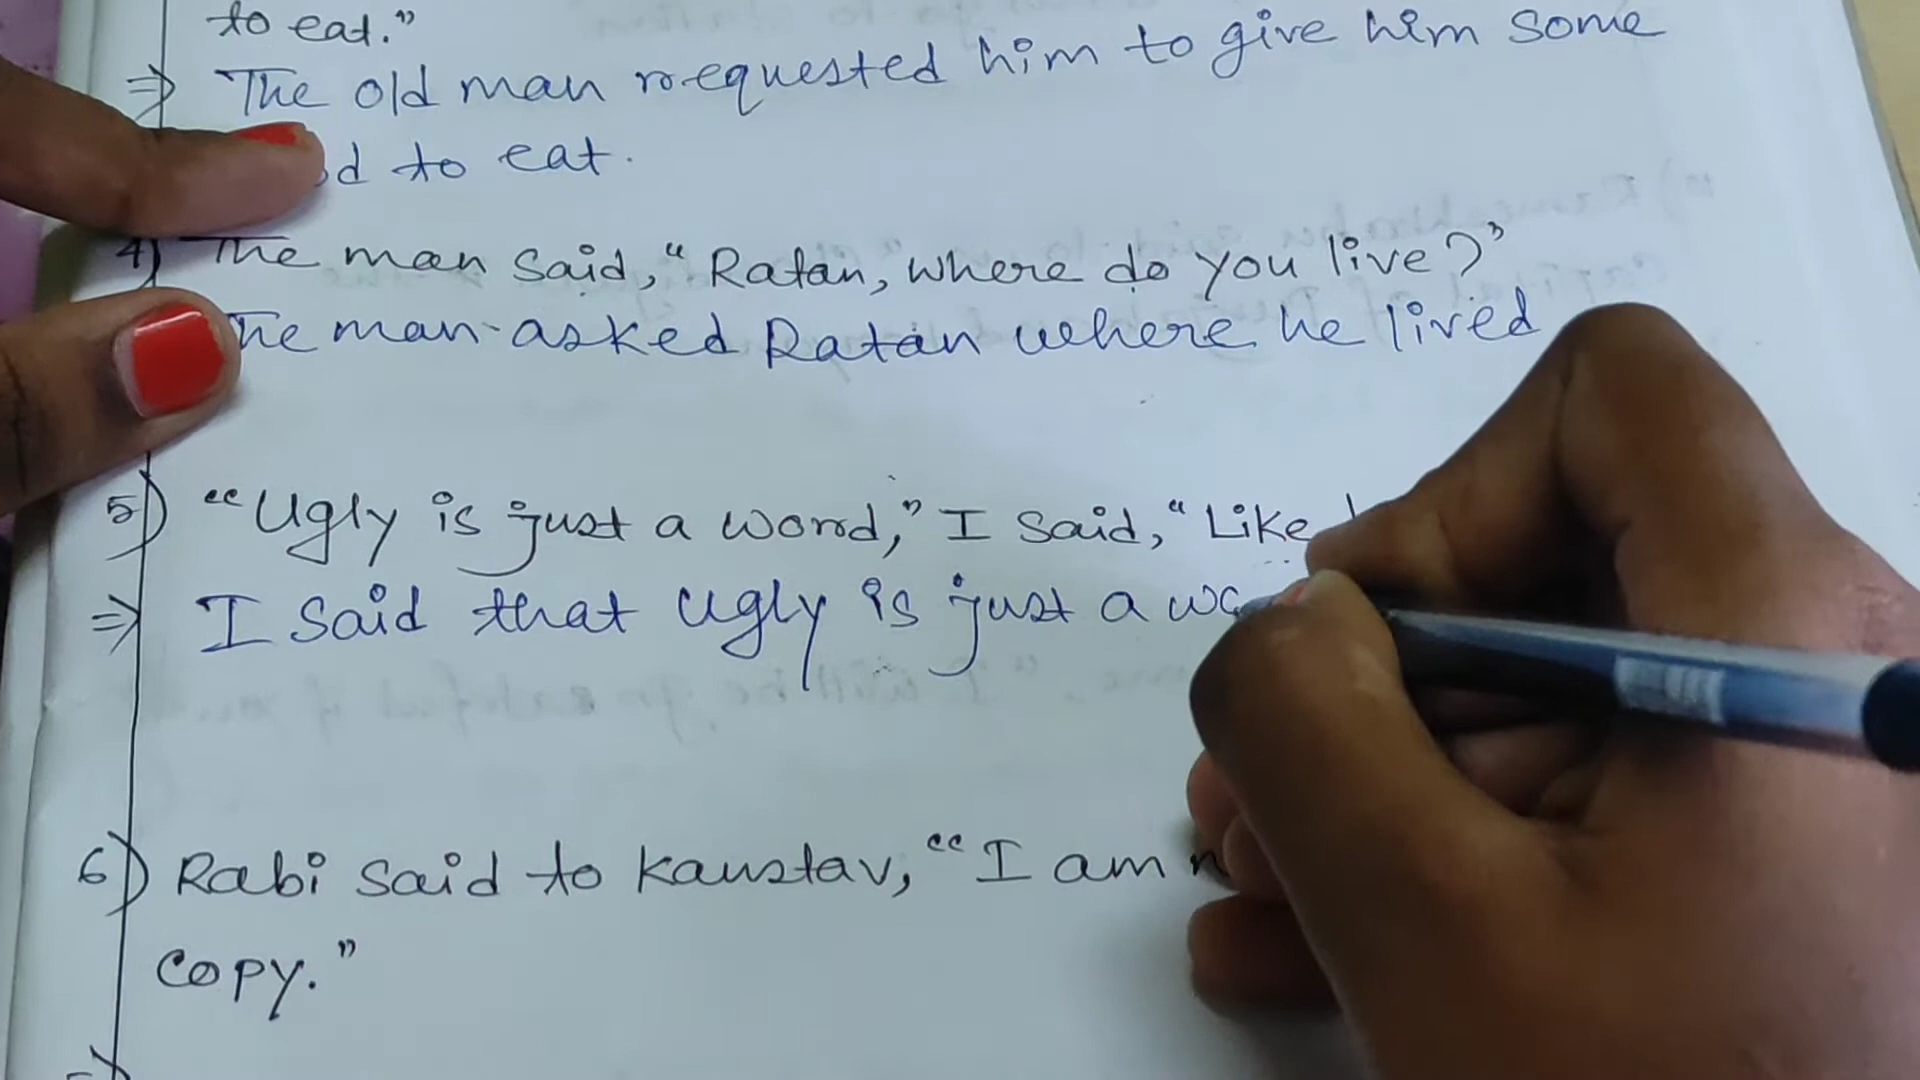 to eat."
⇒ The old man requested him to give him some
to eat.
4) The man said, "Ratan, where do you live?"
The man asked Ratan where he lived
5) "Ugly is just a word," I said, "Like
⇒ I said that ugly is just a
6) Rabi said to Kaustav, "I am
copy."